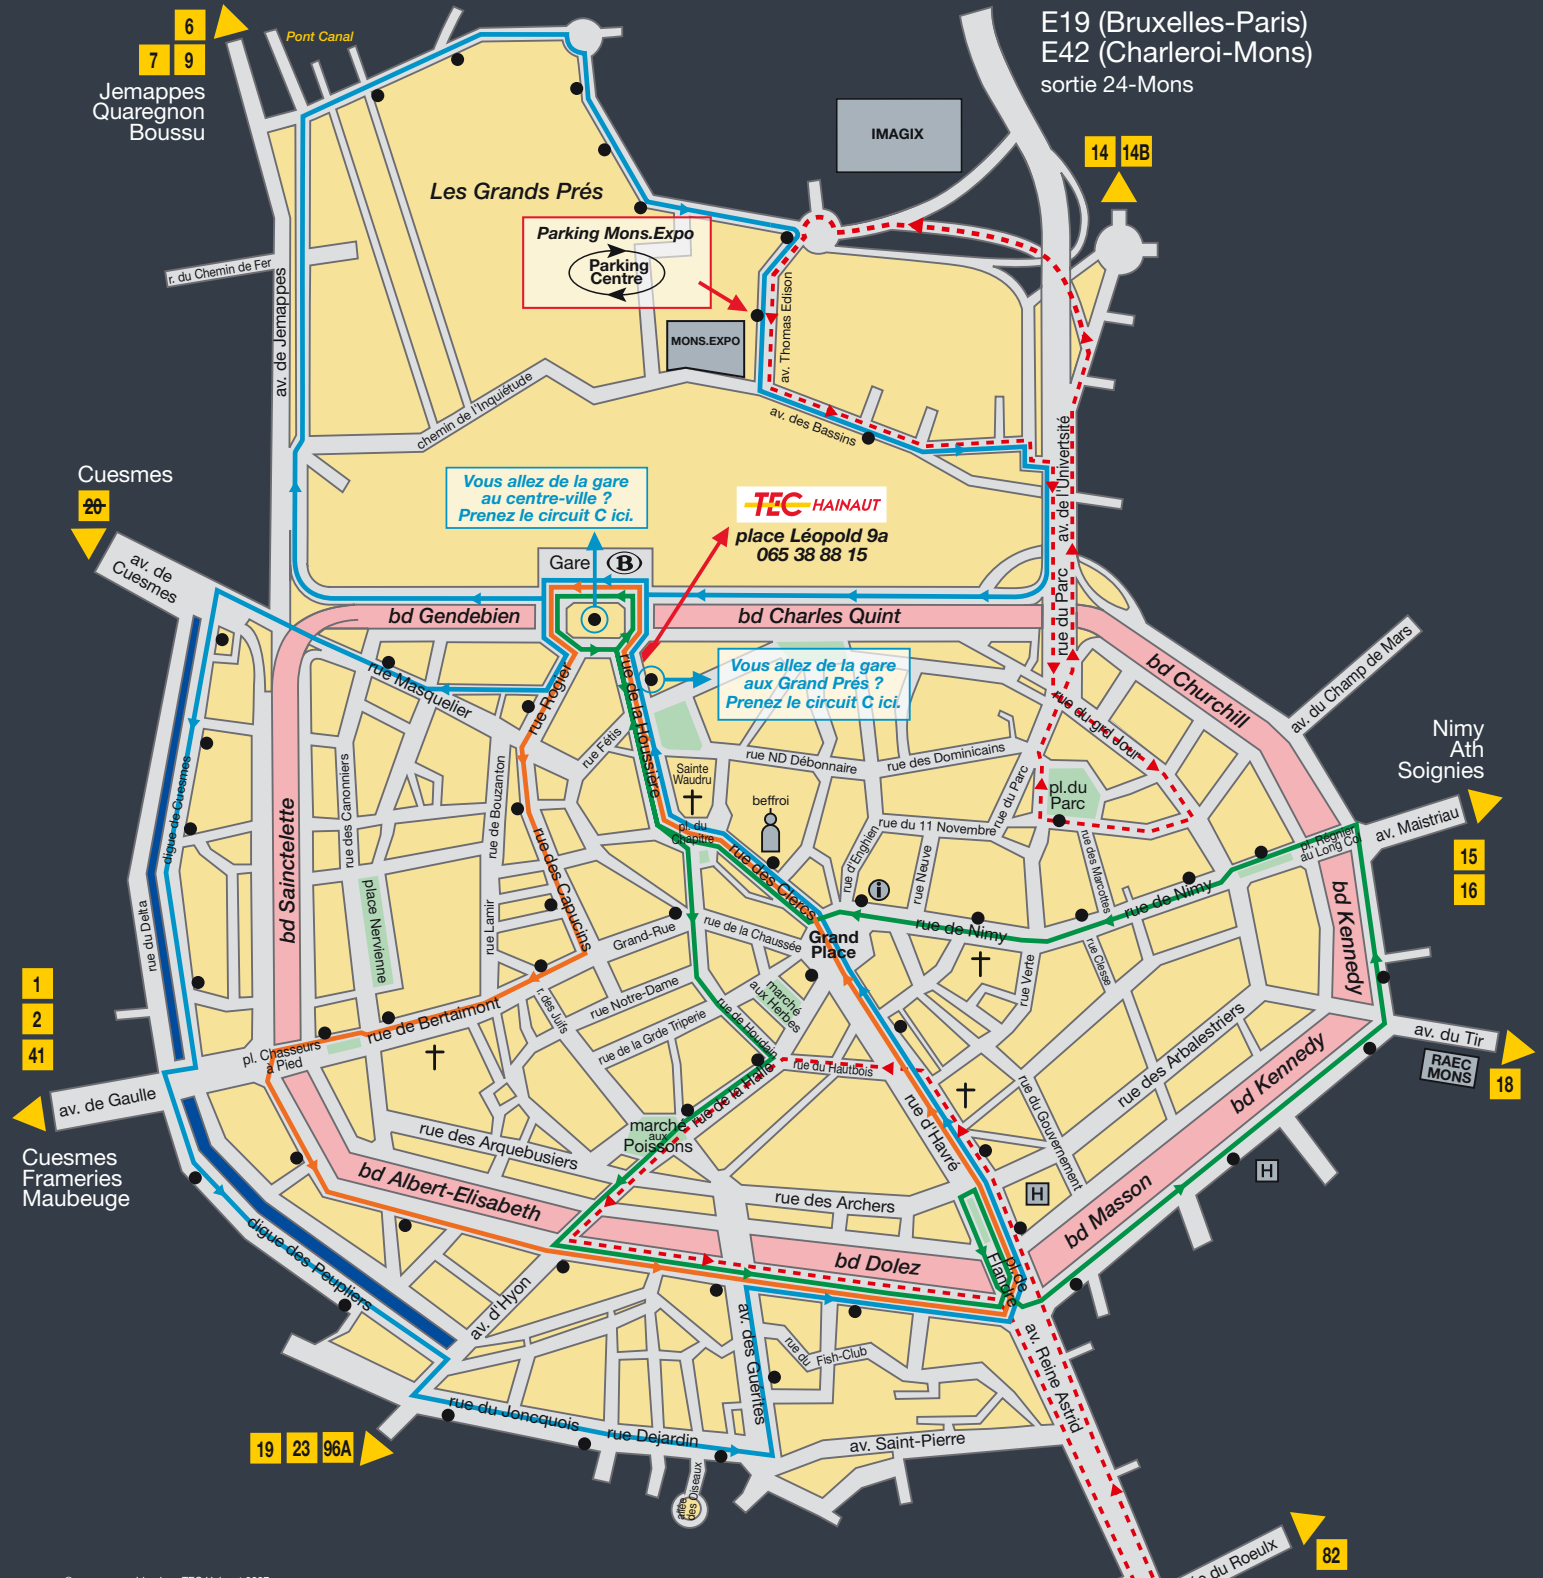 E19 (Bruxelles-Paris)
E42 (Charleroi-Mons)
sortie 24-Mons
6
7 9
Jemappes
Quaregnon
Boussu
Pont Canal
IMAGIX
14 14B
Les Grands Prés
Parking Mons.Expo
Parking
Centre
r. du Chemin de Fer
av. de Jemappes
MONS.EXPO
av. Thomas Edison
chemin de l'Inquiétude
av. des Bassins
av. de l'Univertsité
Cuesmes
20
av. de
Cuesmes
Vous allez de la gare
au centre-ville ?
Prenez le circuit C ici.
TEC HAINAUT
place Léopold 9a
065 38 88 15
Gare B
bd Gendebien
bd Charles Quint
rue du Parc
Vous allez de la gare
aux Grand Prés ?
Prenez le circuit C ici.
bd Churchill
av. du Champ de Mars
rue Masquelier
rue Rogier
rue de la Houssière
rue Fétis
rue du grd Jour
Nimy
Ath
Soignies
rue ND Débonnaire
rue des Dominicains
rue du Parc
pl.du
Parc
Sainte
Waudru
beffroi
digue de Cuesmes
bd Sainctelette
rue des Canonniers
rue de Bouzanton
rue des Capucins
pl. du
Chapitre
rue des Clercs
rue d'Enghien
rue du 11 Novembre
rue Neuve
rue des Marcottes
pl. Régnier
au Long Col
av. Maistriau
15
16
place Nervienne
rue Lamir
Grand-Rue
rue de la Chaussée
Grand
Place
i
rue de Nimy
rue de Nimy
bd Kennedy
rue du Delta
rue Verte
rue Clesse
1
2
41
r. des Juifs
rue Notre-Dame
marché
aux Herbes
rue de la Grde Triperie
rue de Houdain
rue de Bertaimont
pl. Chasseurs
à Pied
av. de Gaulle
rue du Hautbois
rue des Arbalestriers
bd Kennedy
av. du Tir
RAEC
MONS
18
Cuesmes
Frameries
Maubeuge
rue des Arquebusiers
marché
aux
Poissons
rue de la Halle
rue d'Havré
rue du Gouvernement
H
H
bd Albert-Elisabeth
rue des Archers
bd Masson
bd Dolez
pl. de
Flandre
digue des Peupliers
av. d'Hyon
av. des Guérites
rue du
Fish-Club
av. Reine Astrid
19 23 96A
rue du Joncquois
rue Dejardin
av. Saint-Pierre
allée
des Oiseaux
du Roeulx
82